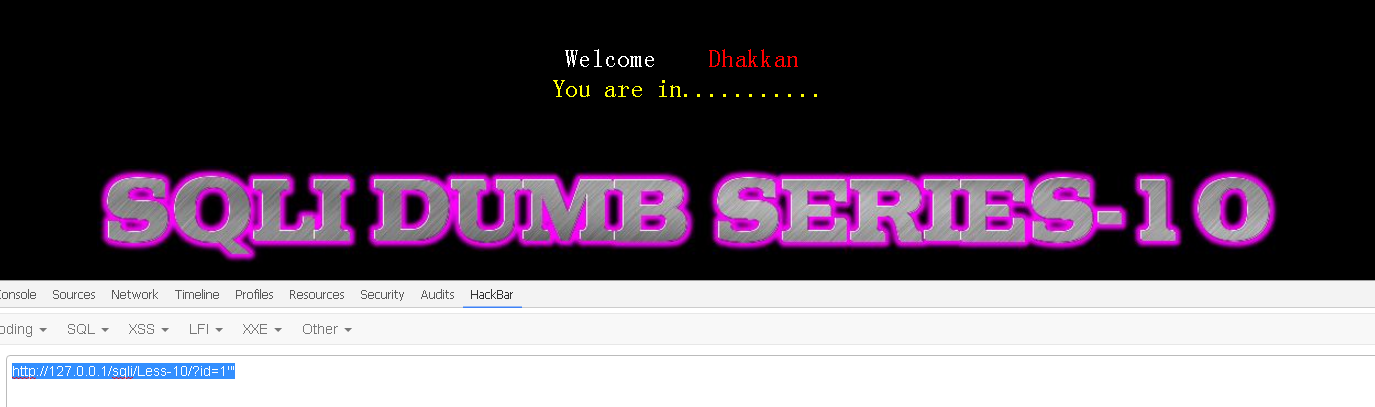 Welcome Dhakkan
You are in...........
SQLI DUMB SERIES-10
Console Sources Network Timeline Profiles Resources Security Audits HackBar
oding SQL XSS LFI XXE Other
http://127.0.0.1/sqli/Less-10/?id=1'"